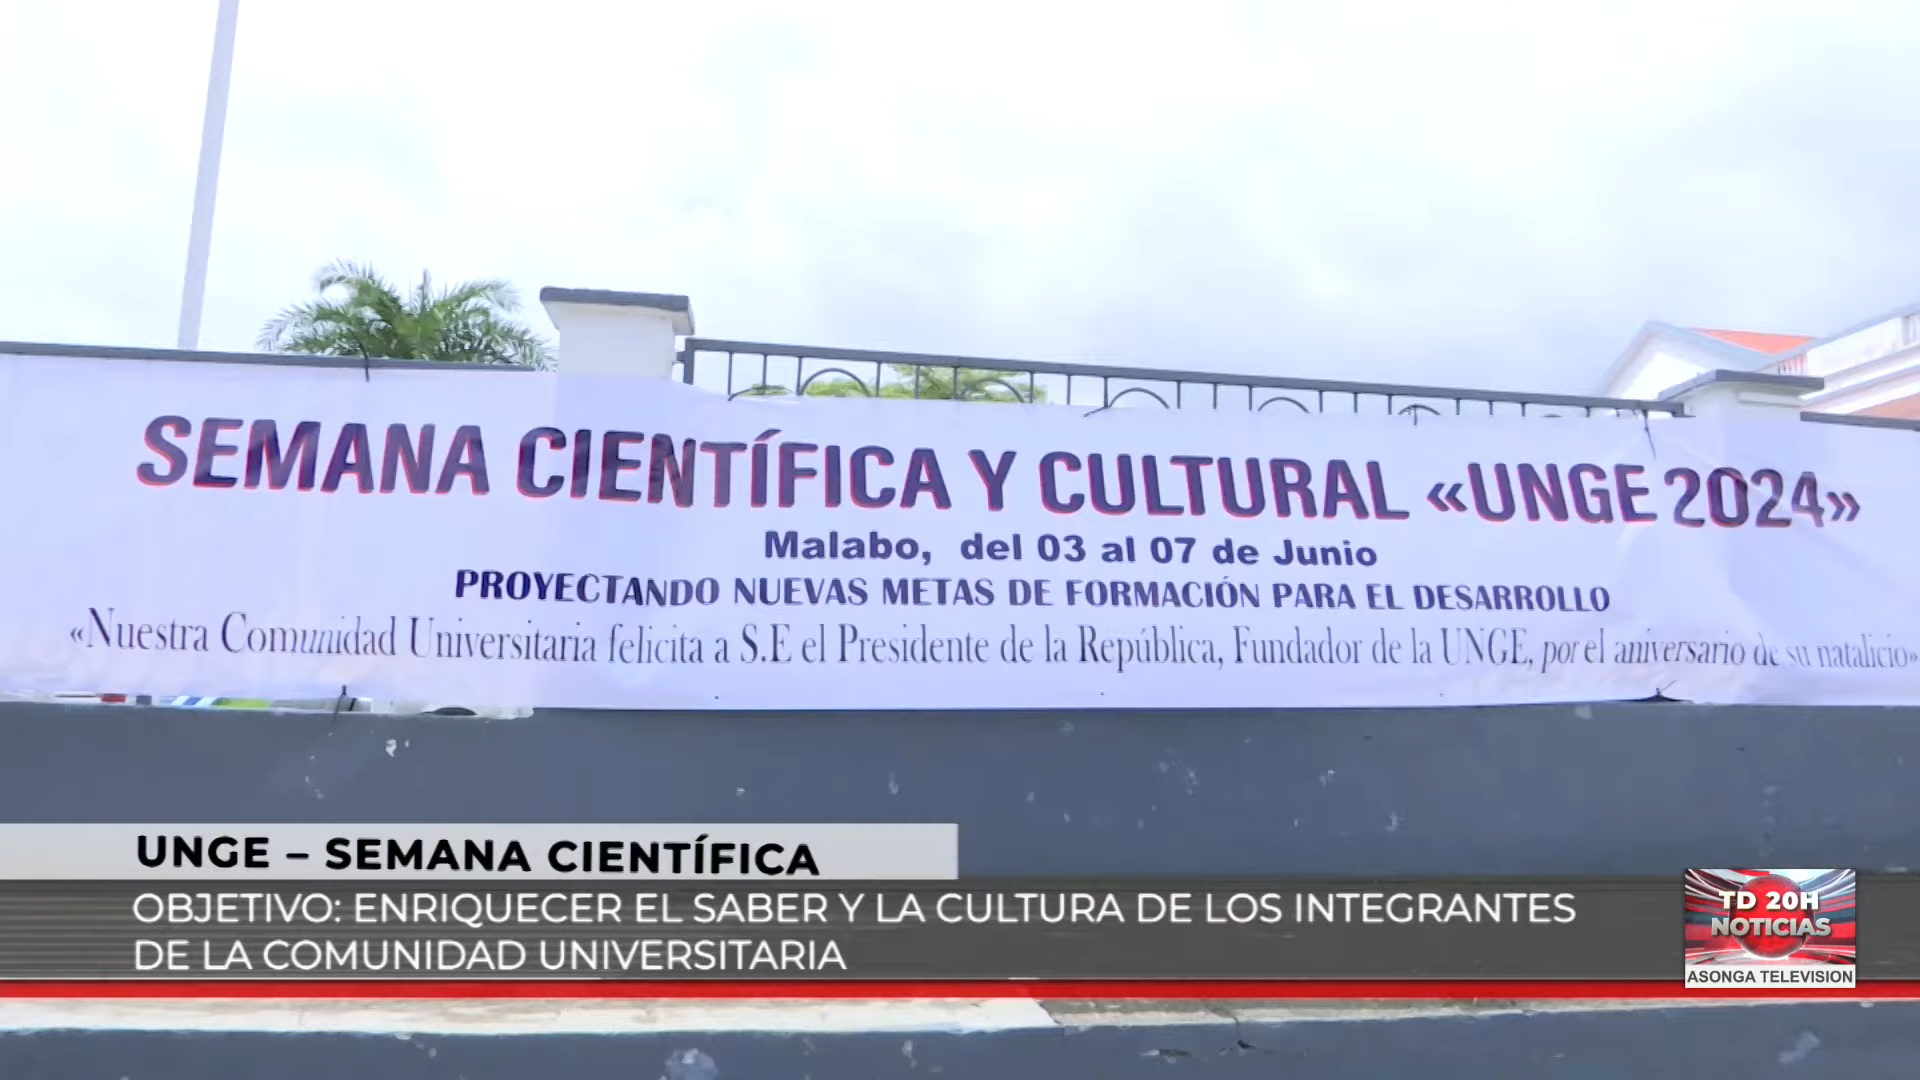 SEMANA CIENTÍFICA Y CULTURAL «UNGE 2024»
Malabo, del 03 al 07 de Junio
PROYECTANDO NUEVAS METAS DE FORMACIÓN PARA EL DESARROLLO
«Nuestra Comunidad Universitaria felicita a S.E el Presidente de la República, Fundador de la UNGE, por el aniversario de su natalicio»
UNGE – SEMANA CIENTÍFICA
OBJETIVO: ENRIQUECER EL SABER Y LA CULTURA DE LOS INTEGRANTES
DE LA COMUNIDAD UNIVERSITARIA
TD 20H
NOTICIAS
ASONGA TELEVISION